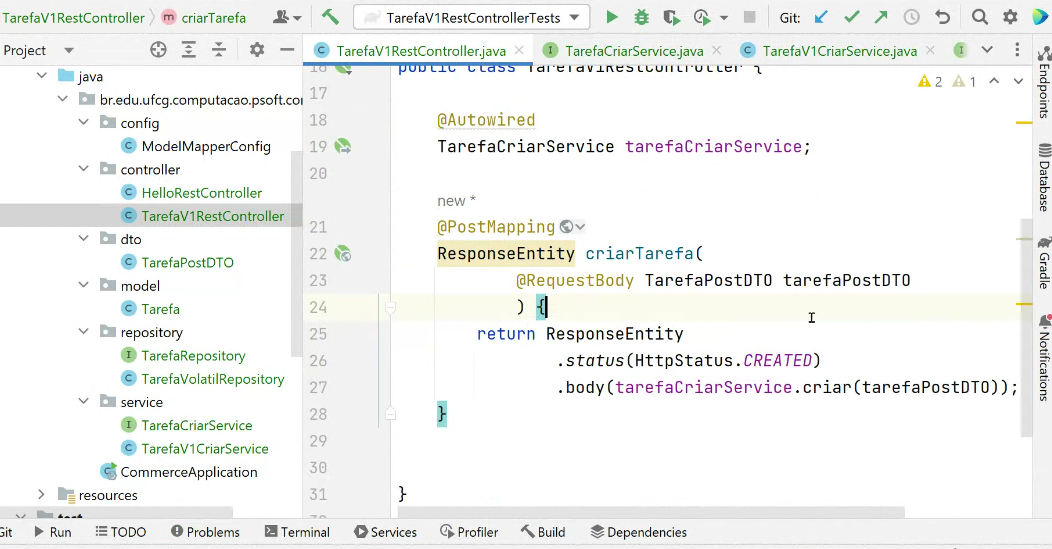 TarefaV1RestController
criarTarefa
TarefaV1RestControllerTests
Git:
Project
TarefaV1RestController.java
TarefaCriarService.java
TarefaV1CriarService.java
java
br.edu.ufcg.computacao.psoft.cor
config
ModelMapperConfig
controller
HelloRestController
TarefaV1RestController
dto
TarefaPostDTO
model
Tarefa
repository
TarefaRepository
TarefaVolatilRepository
service
TarefaCriarService
TarefaV1CriarService
CommerceApplication
resources
test
2
1
16 public class TarefaV1RestController {
17
18 @Autowired
19 TarefaCriarService tarefaCriarService;
20
new *
21 @PostMapping
22 ResponseEntity criarTarefa(
23 @RequestBody TarefaPostDTO tarefaPostDTO
24 ) {
25 return ResponseEntity
26 .status(HttpStatus.CREATED)
27 .body(tarefaCriarService.criar(tarefaPostDTO));
28 }
29
30
31 }
Endpoints
Database
Gradle
Notifications
Git
Run
TODO
Problems
Terminal
Services
Profiler
Build
Dependencies